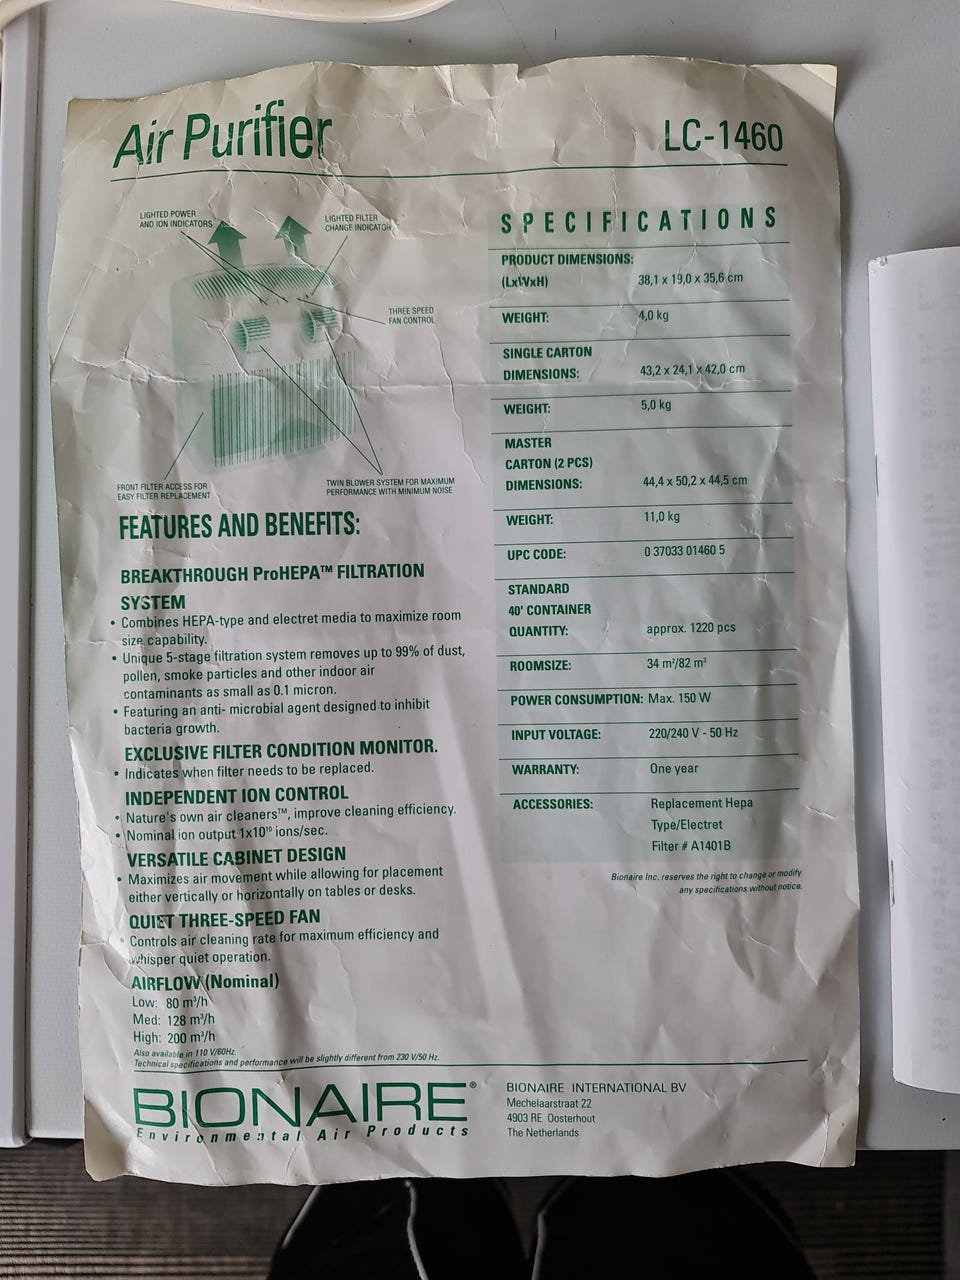 Air Purifier
LC-1460
LIGHTED POWER
AND ION INDICATORS
LIGHTED FILTER
CHANGE INDICATOR
THREE SPEED
FAN CONTROL
FRONT FILTER ACCESS FOR
EASY FILTER REPLACEMENT
TWIN BLOWER SYSTEM FOR MAXIMUM
PERFORMANCE WITH MINIMUM NOISE
FEATURES AND BENEFITS:
BREAKTHROUGH ProHEPA™ FILTRATION
SYSTEM
• Combines HEPA-type and electret media to maximize room
size capability.
• Unique 5-stage filtration system removes up to 99% of dust,
pollen, smoke particles and other indoor air
contaminants as small as 0.1 micron.
• Featuring an anti- microbial agent designed to inhibit
bacteria growth.
EXCLUSIVE FILTER CONDITION MONITOR.
• Indicates when filter needs to be replaced.
INDEPENDENT ION CONTROL
• Nature's own air cleaners™, improve cleaning efficiency.
• Nominal ion output 1x10¹⁰ ions/sec.
VERSATILE CABINET DESIGN
• Maximizes air movement while allowing for placement
either vertically or horizontally on tables or desks.
QUIET THREE-SPEED FAN
• Controls air cleaning rate for maximum efficiency and
whisper quiet operation.
AIRFLOW (Nominal)
Low: 80 m³/h
Med: 128 m³/h
High: 200 m³/h
Also available in 110 V/60Hz.
Technical specifications and performance will be slightly different from 230 V/50 Hz.
SPECIFICATIONS
PRODUCT DIMENSIONS:
(LxWxH) 38,1 x 19,0 x 35,6 cm
WEIGHT: 4,0 kg
SINGLE CARTON
DIMENSIONS: 43,2 x 24,1 x 42,0 cm
WEIGHT: 5,0 kg
MASTER
CARTON (2 PCS)
DIMENSIONS: 44,4 x 50,2 x 44,5 cm
WEIGHT: 11,0 kg
UPC CODE: 0 37033 01460 5
STANDARD
40' CONTAINER
QUANTITY: approx. 1220 pcs
ROOMSIZE: 34 m²/82 m³
POWER CONSUMPTION: Max. 150 W
INPUT VOLTAGE: 220/240 V - 50 Hz
WARRANTY: One year
ACCESSORIES: Replacement Hepa
Type/Electret
Filter # A1401B
Bionaire Inc. reserves the right to change or modify
any specifications without notice.
BIONAIRE®
Environmental Air Products
BIONAIRE INTERNATIONAL BV
Mechelaarstraat 22
4903 RE Oosterhout
The Netherlands